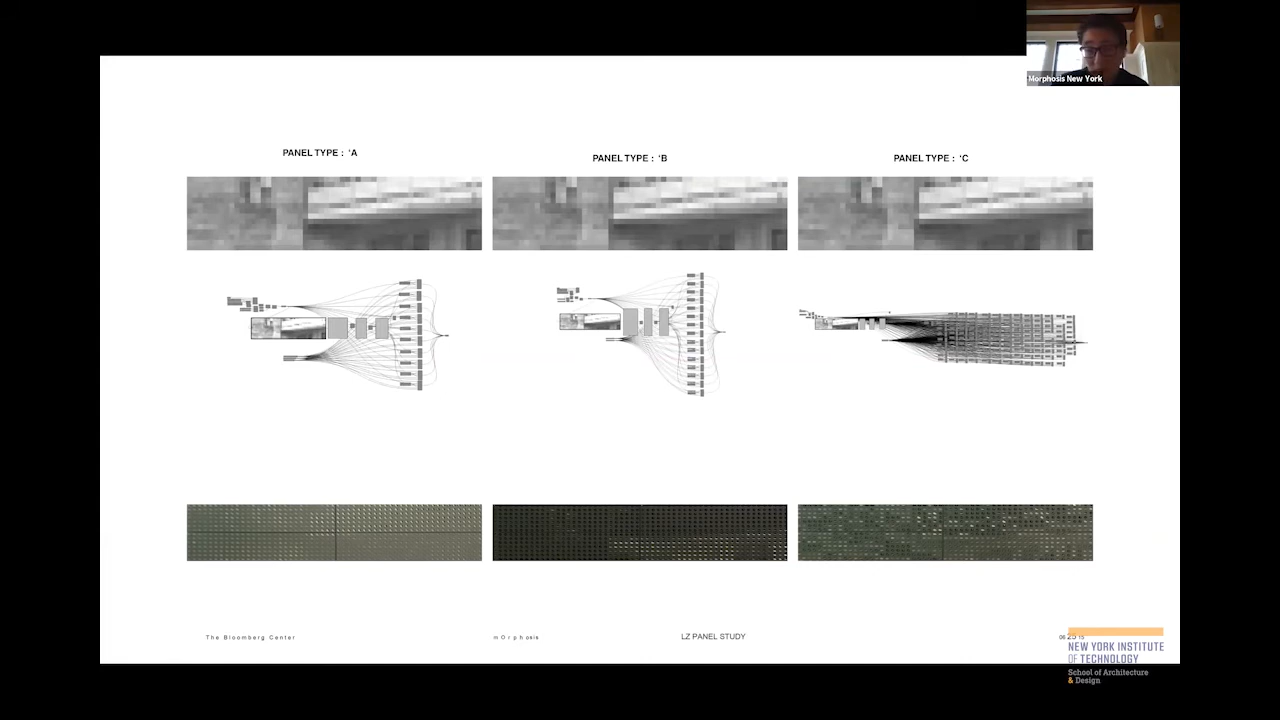 Morphosis New York
PANEL TYPE : 'A
PANEL TYPE : 'B
PANEL TYPE : 'C
The Bloomberg Center
mOrphosis
LZ PANEL STUDY
NEW YORK INSTITUTE
OF TECHNOLOGY
School of Architecture
& Design